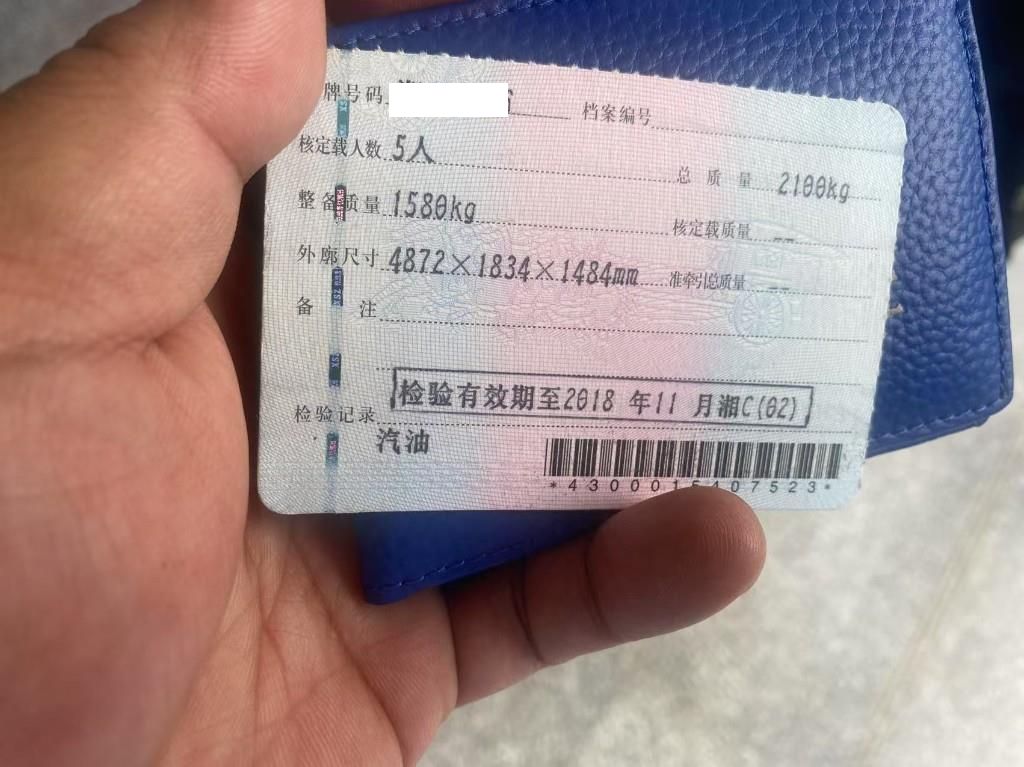 牌号码 档案编号
核定载人数 5人 总质量 2100kg
整备质量 1580kg 核定载质量 --
外廓尺寸 4872×1834×1484mm 准牵引总质量 --
备注
检验记录 检验有效期至2018 年11 月湘C(02)
汽油
*4300015407523*